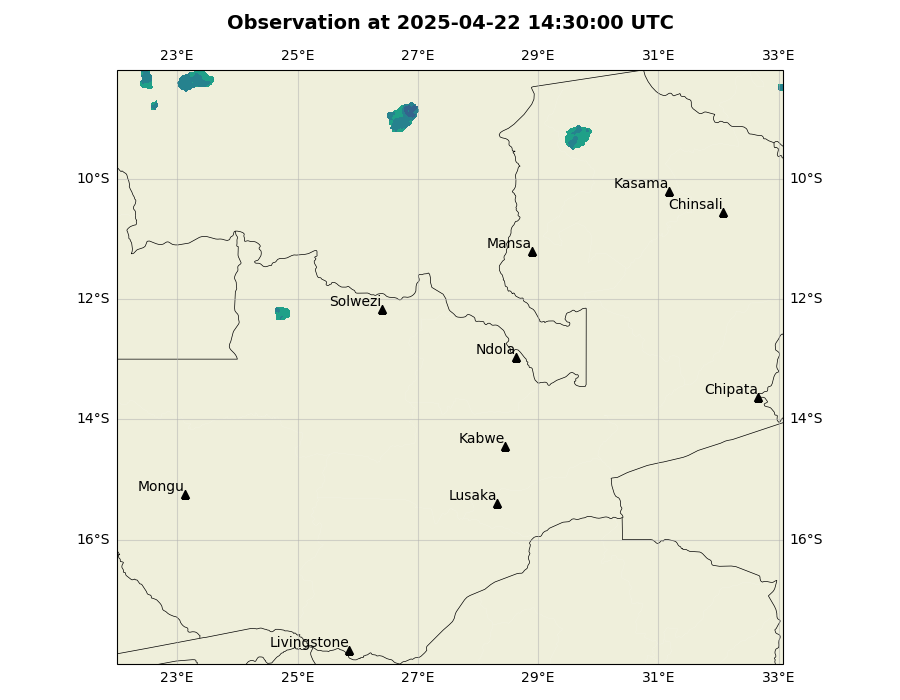 Observation at 2025-04-22 14:30:00 UTC
23°E 25°E 27°E 29°E 31°E 33°E
10°S 10°S
Kasama
Chinsali
Mansa
12°S 12°S
Solwezi
Ndola
Chipata
14°S 14°S
Kabwe
Mongu
Lusaka
16°S 16°S
Livingstone
23°E 25°E 27°E 29°E 31°E 33°E